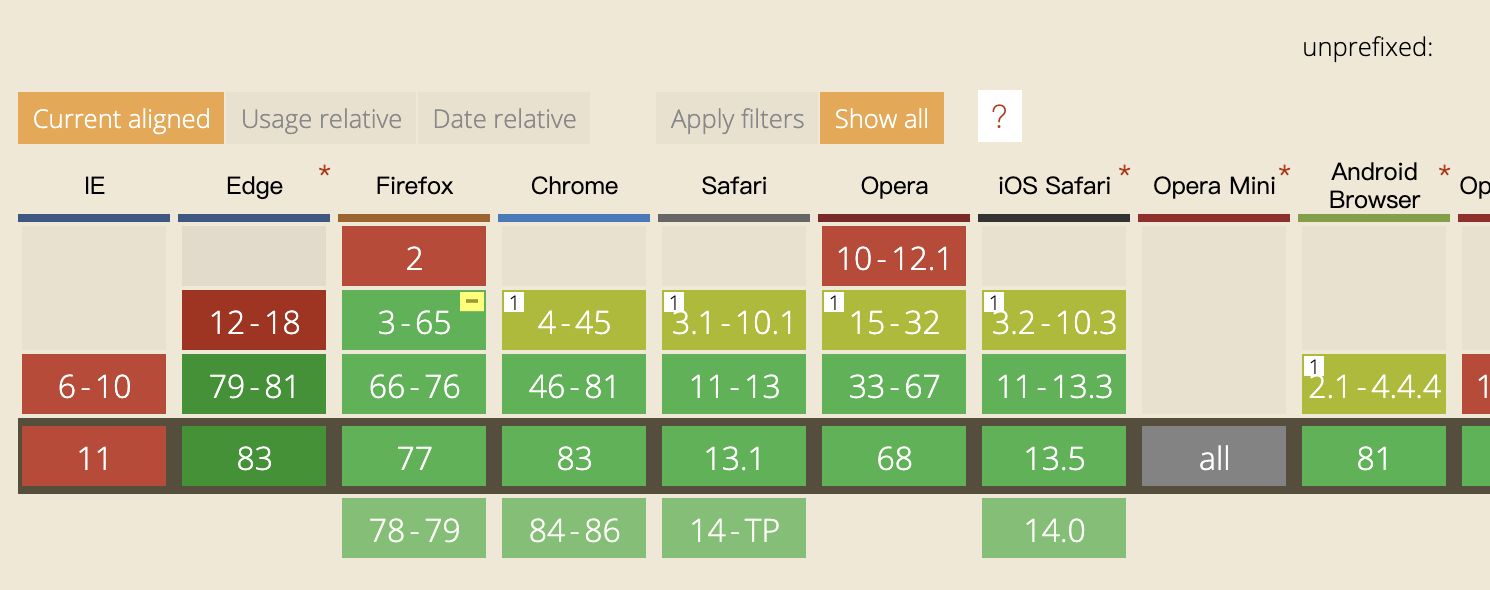 unprefixed:
Current aligned Usage relative Date relative Apply filters Show all ?
IE Edge * Firefox Chrome Safari Opera iOS Safari * Opera Mini * Android Browser * Op
2 10-12.1
12-18 3-65 1 4-45 1 3.1-10.1 1 15-32 1 3.2-10.3
6-10 79-81 66-76 46-81 11-13 33-67 11-13.3 1 2.1-4.4.4 1
11 83 77 83 13.1 68 13.5 all 81
78-79 84-86 14-TP 14.0